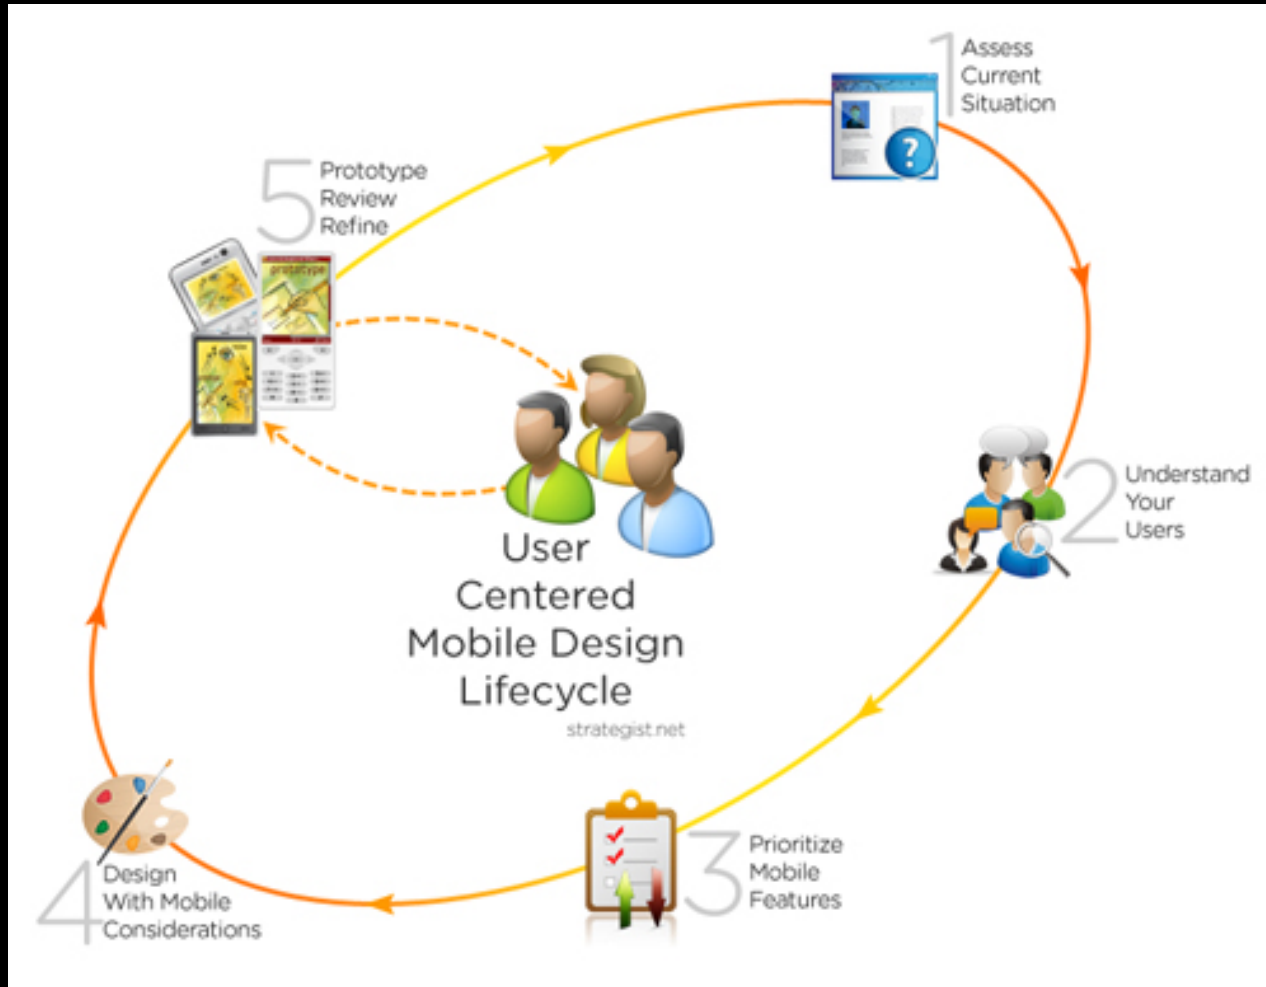 1
Assess
Current
Situation
?
5
Prototype
Review
Refine
prototype
2
Understand
Your
Users
User
Centered
Mobile Design
Lifecycle
strategist.net
3
Prioritize
Mobile
Features
4
Design
With Mobile
Considerations